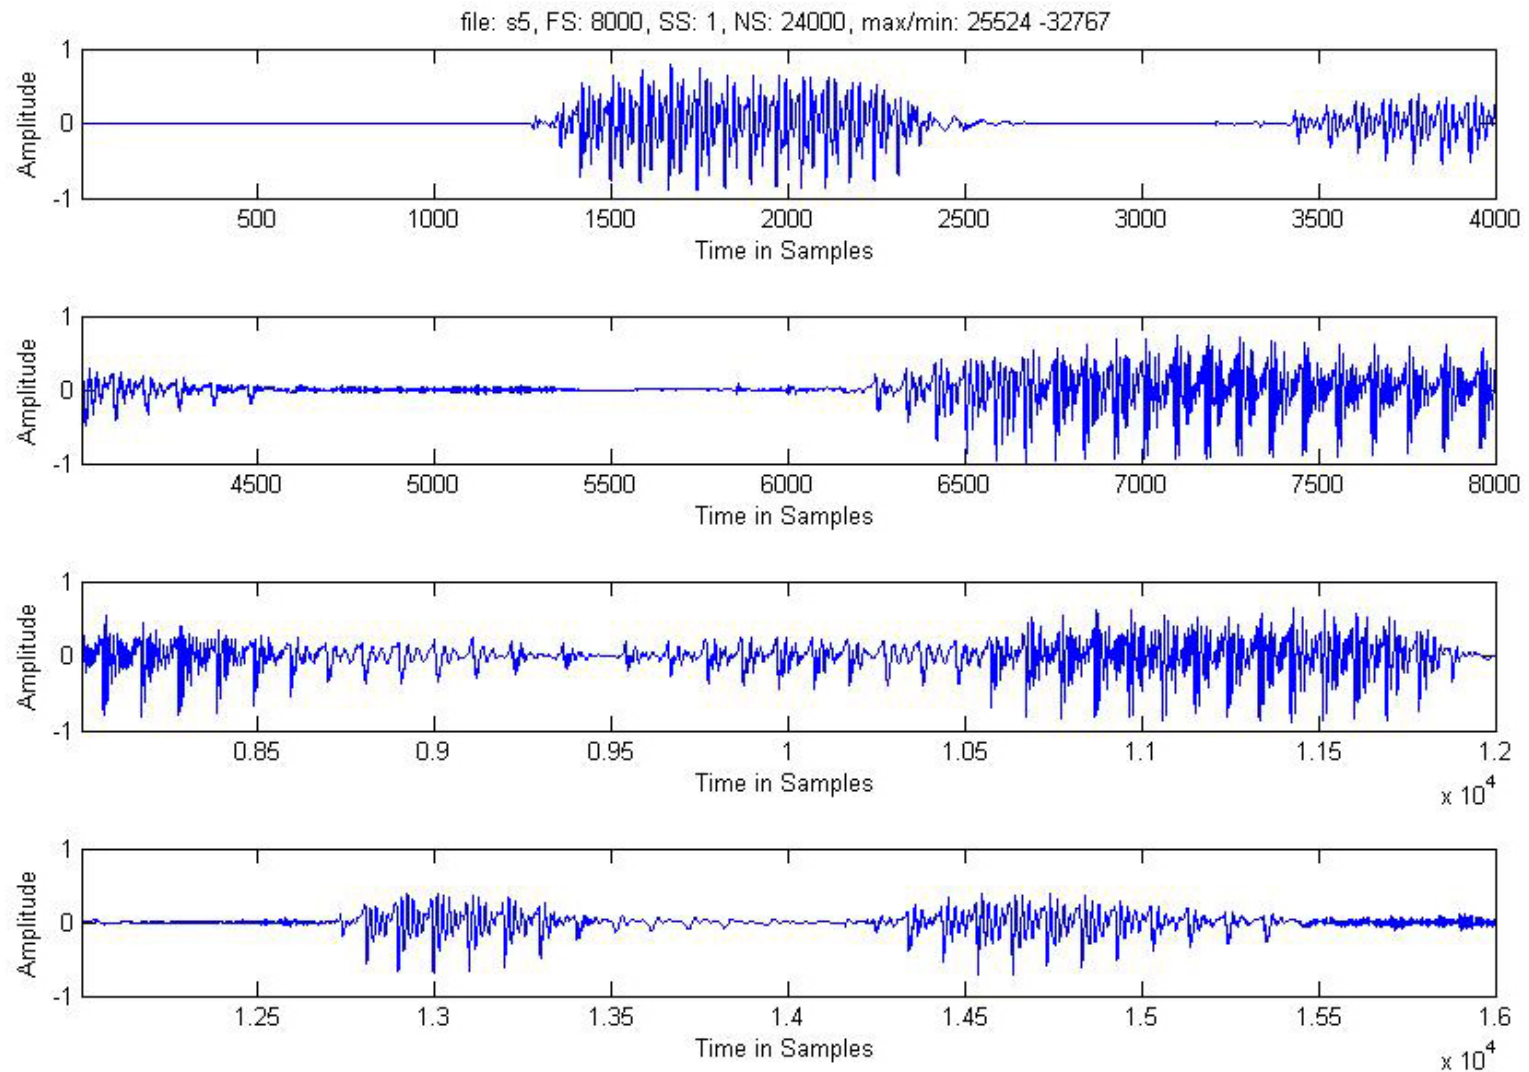 file: s5, FS: 8000, SS: 1, NS: 24000, max/min: 25524 -32767
1
0
-1
Amplitude
500 1000 1500 2000 2500 3000 3500 4000
Time in Samples
1
0
-1
Amplitude
4500 5000 5500 6000 6500 7000 7500 8000
Time in Samples
1
0
-1
Amplitude
0.85 0.9 0.95 1 1.05 1.1 1.15 1.2
Time in Samples
x 10^4
1
0
-1
Amplitude
1.25 1.3 1.35 1.4 1.45 1.5 1.55 1.6
Time in Samples
x 10^4